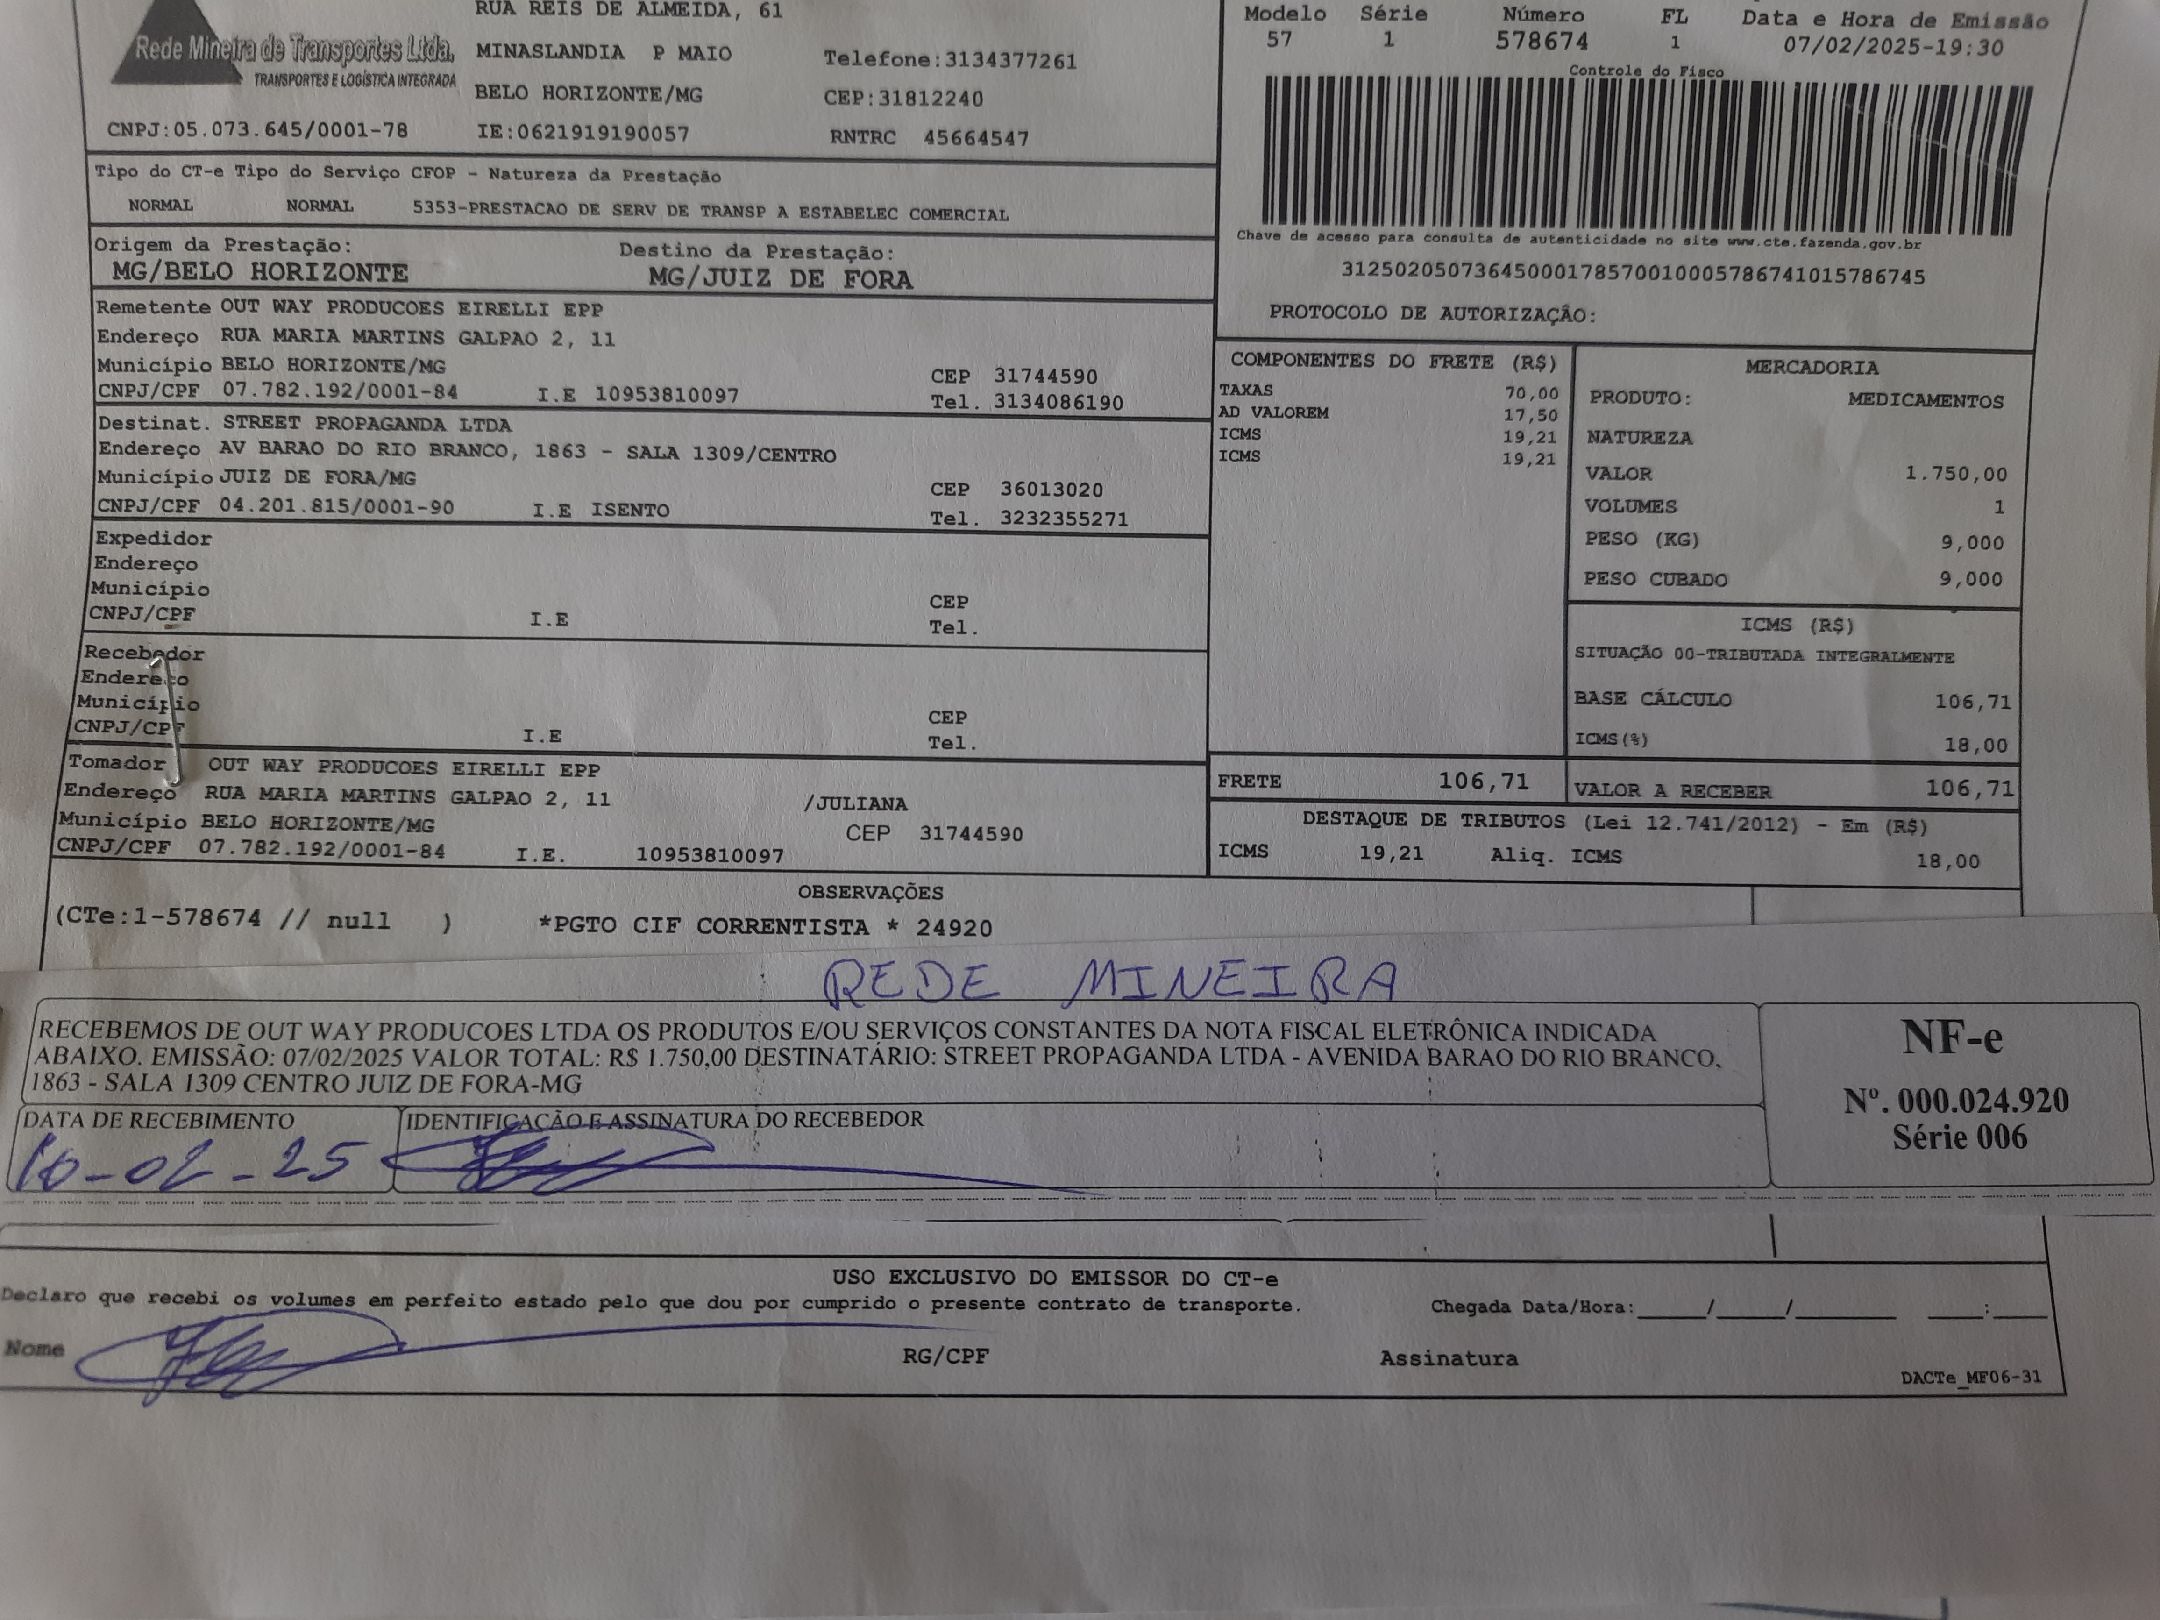 Rede Mineira de Transportes Ltda.
TRANSPORTES E LOGÍSTICA INTEGRADA
CNPJ:05.073.645/0001-78
RUA REIS DE ALMEIDA, 61
MINASLANDIA P MAIO
Telefone:3134377261
BELO HORIZONTE/MG
CEP:31812240
IE:0621919190057
RNTRC 45664547
Modelo Série Número FL Data e Hora de Emissão
57 1 578674 1 07/02/2025-19:30
Controle do Fisco
Chave de acesso para consulta de autenticidade no site www.cte.fazenda.gov.br
31250205073645000178570010005786741015786745
PROTOCOLO DE AUTORIZAÇÃO:
Tipo do CT-e Tipo do Serviço CFOP - Natureza da Prestação
NORMAL NORMAL 5353-PRESTACAO DE SERV DE TRANSP A ESTABELEC COMERCIAL
Origem da Prestação: Destino da Prestação:
MG/BELO HORIZONTE MG/JUIZ DE FORA
Remetente OUT WAY PRODUCOES EIRELLI EPP
Endereço RUA MARIA MARTINS GALPAO 2, 11
Município BELO HORIZONTE/MG CEP 31744590
CNPJ/CPF 07.782.192/0001-84 I.E 10953810097 Tel. 3134086190
Destinat. STREET PROPAGANDA LTDA
Endereço AV BARAO DO RIO BRANCO, 1863 - SALA 1309/CENTRO
Município JUIZ DE FORA/MG CEP 36013020
CNPJ/CPF 04.201.815/0001-90 I.E ISENTO Tel. 3232355271
Expedidor
Endereço
Município CEP
CNPJ/CPF I.E Tel.
Recebedor
Endereço
Município CEP
CNPJ/CPF I.E Tel.
Tomador OUT WAY PRODUCOES EIRELLI EPP
Endereço RUA MARIA MARTINS GALPAO 2, 11 /JULIANA
Município BELO HORIZONTE/MG CEP 31744590
CNPJ/CPF 07.782.192/0001-84 I.E. 10953810097
COMPONENTES DO FRETE (R$)
TAXAS 70,00
AD VALOREM 17,50
ICMS 19,21
ICMS 19,21
MERCADORIA
PRODUTO: MEDICAMENTOS
NATUREZA
VALOR 1.750,00
VOLUMES 1
PESO (KG) 9,000
PESO CUBADO 9,000
ICMS (R$)
SITUAÇÃO 00-TRIBUTADA INTEGRALMENTE
BASE CÁLCULO 106,71
ICMS(%) 18,00
FRETE 106,71 VALOR A RECEBER 106,71
DESTAQUE DE TRIBUTOS (Lei 12.741/2012) - Em (R$)
ICMS 19,21 Aliq. ICMS 18,00
OBSERVAÇÕES
(CTe:1-578674 // null ) *PGTO CIF CORRENTISTA * 24920
REDE MINEIRA
RECEBEMOS DE OUT WAY PRODUCOES LTDA OS PRODUTOS E/OU SERVIÇOS CONSTANTES DA NOTA FISCAL ELETRÔNICA INDICADA
ABAIXO. EMISSÃO: 07/02/2025 VALOR TOTAL: R$ 1.750,00 DESTINATÁRIO: STREET PROPAGANDA LTDA - AVENIDA BARAO DO RIO BRANCO,
1863 - SALA 1309 CENTRO JUIZ DE FORA-MG
NF-e
Nº. 000.024.920
Série 006
DATA DE RECEBIMENTO IDENTIFICAÇÃO E ASSINATURA DO RECEBEDOR
10-02-25
USO EXCLUSIVO DO EMISSOR DO CT-e
Declaro que recebi os volumes em perfeito estado pelo que dou por cumprido o presente contrato de transporte. Chegada Data/Hora:____/____/______ ____:____
Nome RG/CPF Assinatura
DACTe_MF06-31